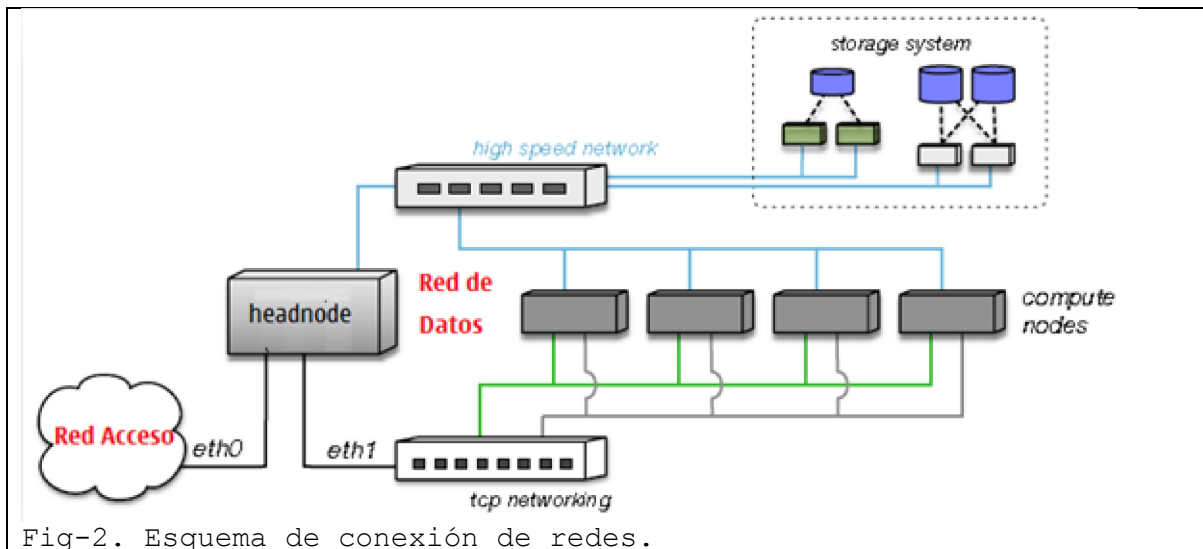 storage system
high speed network
headnode
Red de
Datos
compute
nodes
Red Acceso
eth0
eth1
tcp networking
Fig-2. Esquema de conexión de redes.